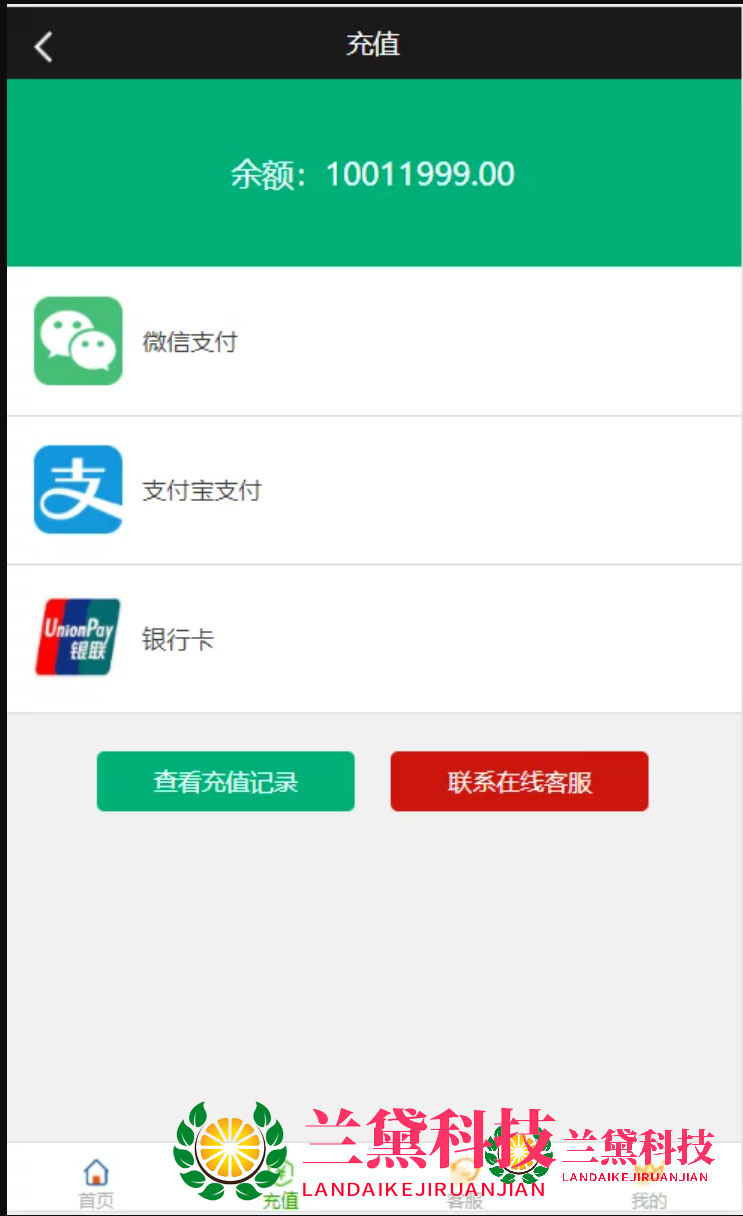 充值
余额：10011999.00
微信支付
支付宝支付
UnionPay
银联
银行卡
查看充值记录
联系在线客服
兰黛科技
LANDAIKEJIRUANJIAN
兰黛科技
LANDAIKEJIRUANJIAN
首页
充值
客服
我的